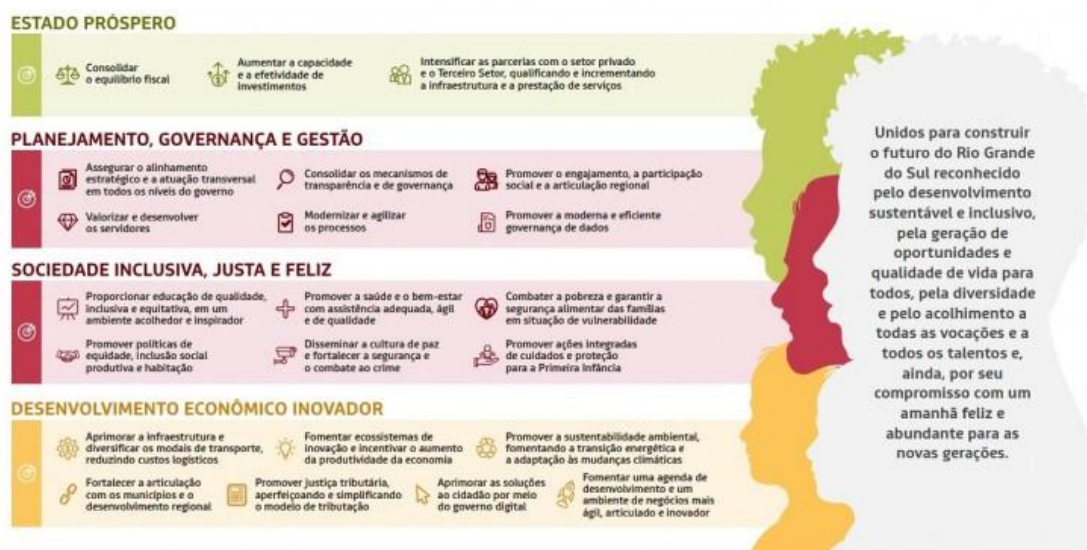 ESTADO PRÓSPERO
Consolidar
o equilíbrio fiscal
Aumentar a capacidade
e a efetividade de
investimentos
Intensificar as parcerias com o setor privado
e o Terceiro Setor, qualificando e incrementando
a infraestrutura e a prestação de serviços
PLANEJAMENTO, GOVERNANÇA E GESTÃO
Assegurar o alinhamento
estratégico e a atuação transversal
em todos os níveis do governo
Consolidar os mecanismos de
transparência e de governança
Promover o engajamento, a participação
social e a articulação regional
Valorizar e desenvolver
os servidores
Modernizar e agilizar
os processos
Promover a moderna e eficiente
governança de dados
SOCIEDADE INCLUSIVA, JUSTA E FELIZ
Proporcionar educação de qualidade,
inclusiva e equitativa, em um
ambiente acolhedor e inspirador
Promover a saúde e o bem-estar
com assistência adequada, ágil
e de qualidade
Combater a pobreza e garantir a
segurança alimentar das famílias
em situação de vulnerabilidade
Promover políticas de
equidade, inclusão social
produtiva e habitação
Disseminar a cultura de paz
e fortalecer a segurança e
o combate ao crime
Promover ações integradas
de cuidados e proteção
para a Primeira Infância
DESENVOLVIMENTO ECONÔMICO INOVADOR
Aprimorar a infraestrutura e
diversificar os modais de transporte,
reduzindo custos logísticos
Fomentar ecossistemas de
inovação e incentivar o aumento
da produtividade da economia
Promover a sustentabilidade ambiental,
fomentando a transição energética e
a adaptação às mudanças climáticas
Fortalecer a articulação
com os municípios e o
desenvolvimento regional
Promover justiça tributária,
aperfeiçoando e simplificando
o modelo de tributação
Aprimorar as soluções
ao cidadão por meio
do governo digital
Fomentar uma agenda de
desenvolvimento e um
ambiente de negócios mais
ágil, articulado e inovador
Unidos para construir
o futuro do Rio Grande
do Sul reconhecido
pelo desenvolvimento
sustentável e inclusivo,
pela geração de
oportunidades e
qualidade de vida para
todos, pela diversidade
e pelo acolhimento a
todas as vocações e a
todos os talentos e,
ainda, por seu
compromisso com um
amanhã feliz e
abundante para as
novas gerações.